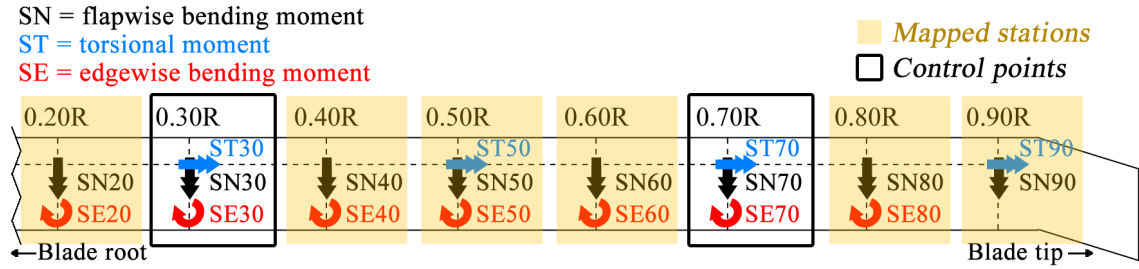 SN = flapwise bending moment
ST = torsional moment
SE = edgewise bending moment
Mapped stations
Control points
0.20R 0.30R 0.40R 0.50R 0.60R 0.70R 0.80R 0.90R
ST30 ST50 ST70 ST90
SN20 SN30 SN40 SN50 SN60 SN70 SN80 SN90
SE20 SE30 SE40 SE50 SE60 SE70 SE80
Blade root Blade tip